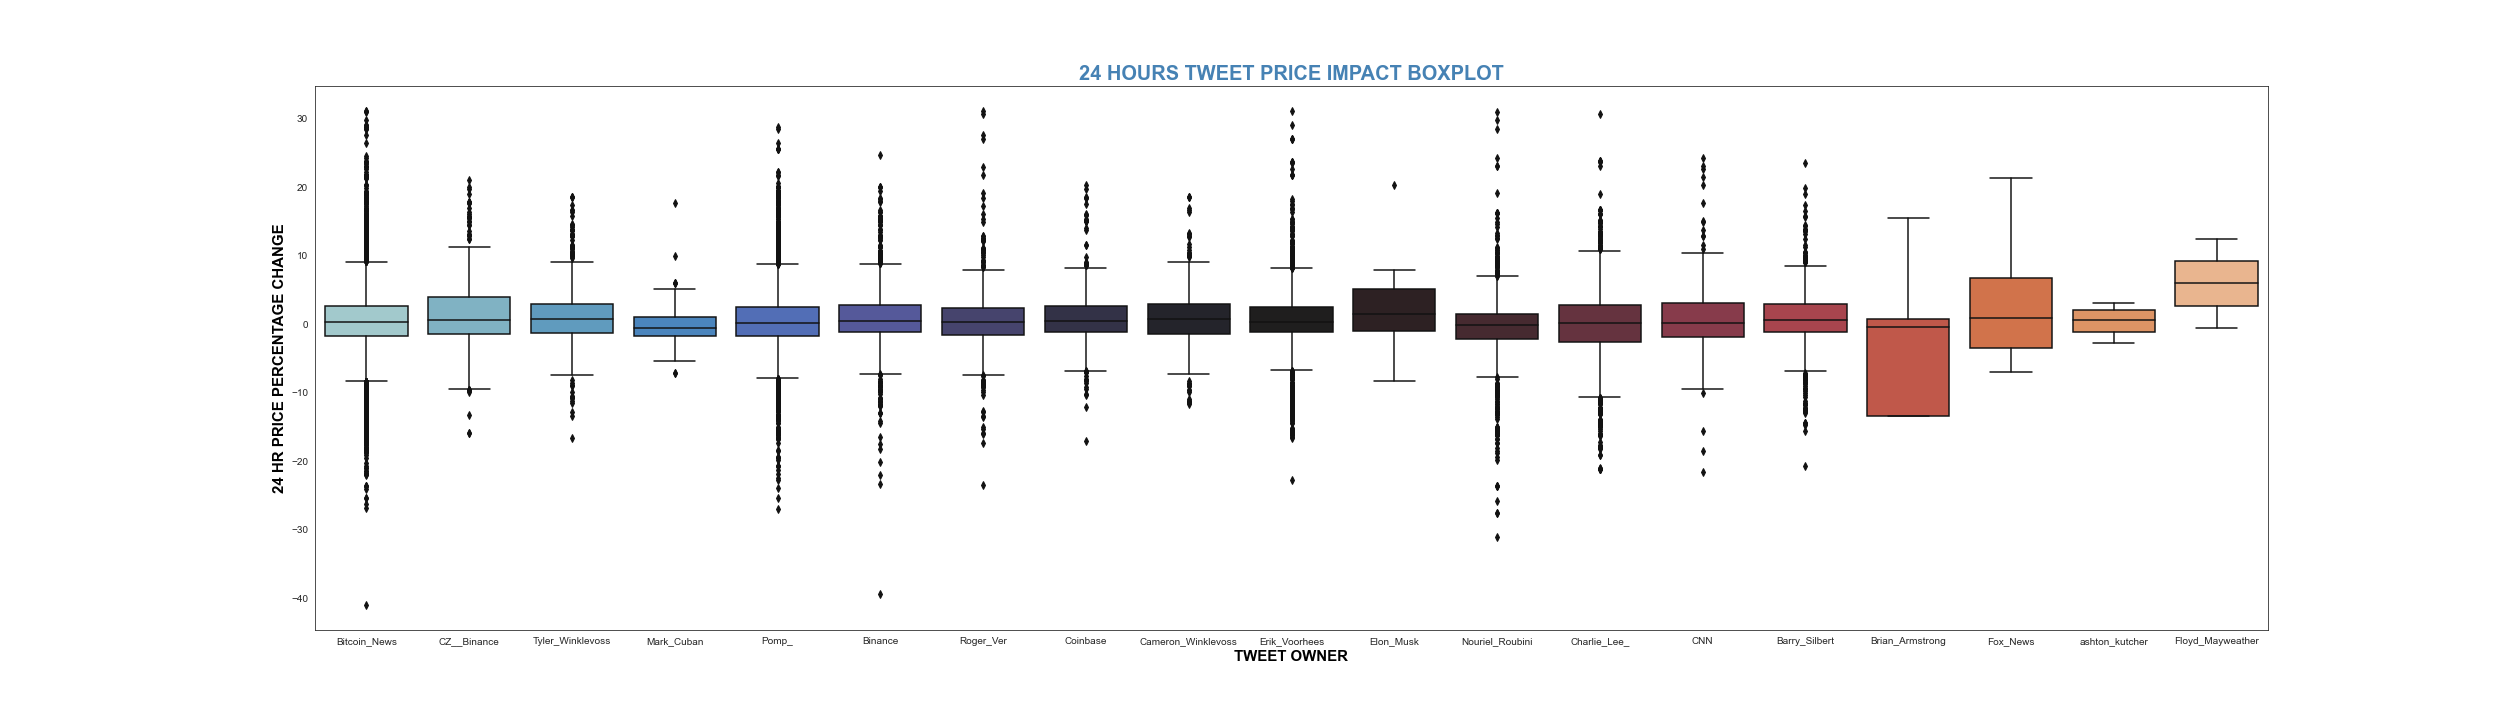 24 HOURS TWEET PRICE IMPACT BOXPLOT
24 HR PRICE PERCENTAGE CHANGE
30
20
10
0
−10
−20
−30
−40
Bitcoin_News CZ__Binance Tyler_Winklevoss Mark_Cuban Pomp_ Binance Roger_Ver Coinbase Cameron_Winklevoss Erik_Voorhees Elon_Musk Nouriel_Roubini Charlie_Lee_ CNN Barry_Silbert Brian_Armstrong Fox_News ashton_kutcher Floyd_Mayweather
TWEET OWNER